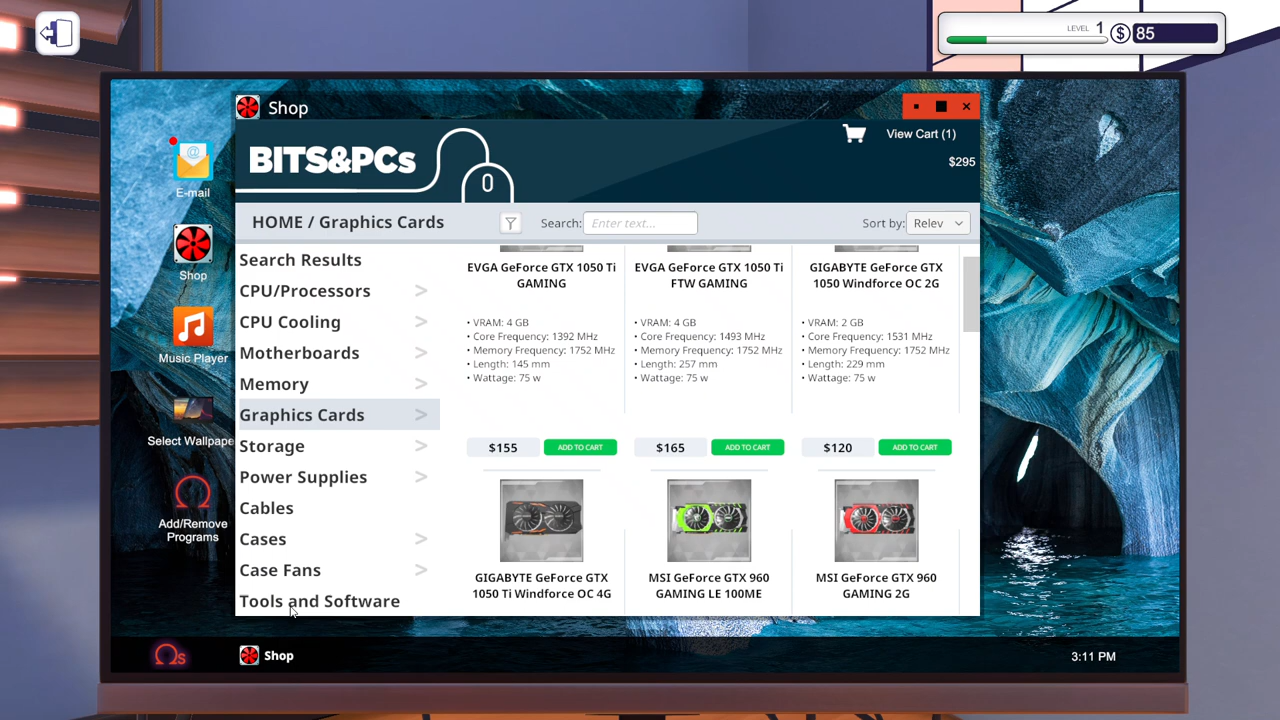 LEVEL 1
$ 85
Shop
View Cart (1)
BITS&PCs
$295
HOME / Graphics Cards
Search:
Enter text...
Sort by:
Relev
E-mail
Shop
Music Player
Select Wallpape
Add/Remove
Programs
Search Results
CPU/Processors >
CPU Cooling >
Motherboards >
Memory >
Graphics Cards >
Storage >
Power Supplies >
Cables
Cases >
Case Fans >
Tools and Software
EVGA GeForce GTX 1050 Ti
GAMING
• VRAM: 4 GB
• Core Frequency: 1392 MHz
• Memory Frequency: 1752 MHz
• Length: 145 mm
• Wattage: 75 w
$155
ADD TO CART
EVGA GeForce GTX 1050 Ti
FTW GAMING
• VRAM: 4 GB
• Core Frequency: 1493 MHz
• Memory Frequency: 1752 MHz
• Length: 257 mm
• Wattage: 75 w
$165
ADD TO CART
GIGABYTE GeForce GTX
1050 Windforce OC 2G
• VRAM: 2 GB
• Core Frequency: 1531 MHz
• Memory Frequency: 1752 MHz
• Length: 229 mm
• Wattage: 75 w
$120
ADD TO CART
GIGABYTE GeForce GTX
1050 Ti Windforce OC 4G
MSI GeForce GTX 960
GAMING LE 100ME
MSI GeForce GTX 960
GAMING 2G
Ωs
Shop
3:11 PM